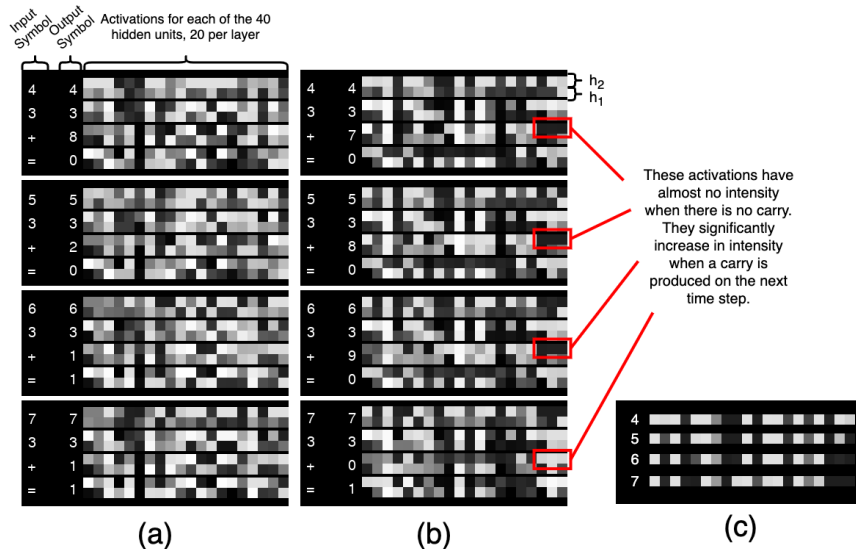 Input
Symbol
Output
Symbol
Activations for each of the 40
hidden units, 20 per layer
4 4
3 3
+ 8
= 0
5 5
3 3
+ 2
= 0
6 6
3 3
+ 1
= 1
7 7
3 3
+ 1
= 1
(a)
4 4
3 3
+ 7
= 0
5 5
3 3
+ 8
= 0
6 6
3 3
+ 9
= 0
7 7
3 3
+ 0
= 1
(b)
h2
h1
These activations have
almost no intensity
when there is no carry.
They significantly
increase in intensity
when a carry is
produced on the next
time step.
4
5
6
7
(c)